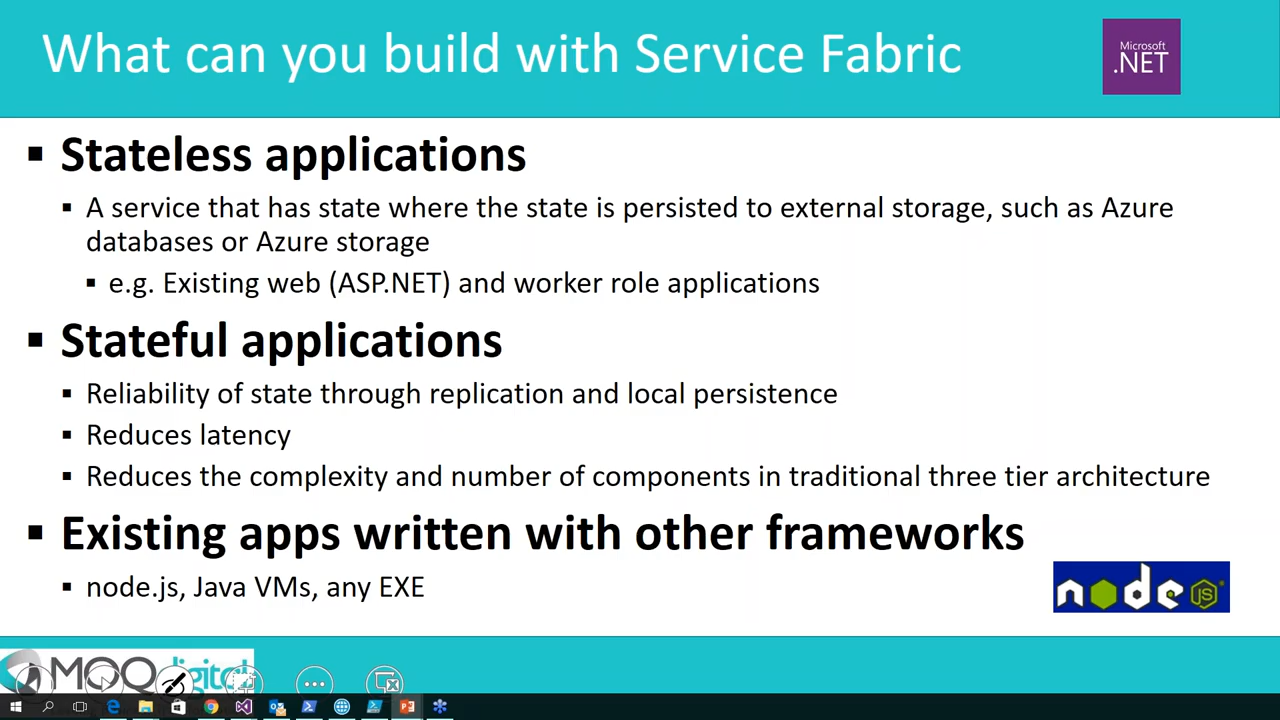 What can you build with Service Fabric
Microsoft
.NET
Stateless applications
A service that has state where the state is persisted to external storage, such as Azure
databases or Azure storage
e.g. Existing web (ASP.NET) and worker role applications
Stateful applications
Reliability of state through replication and local persistence
Reduces latency
Reduces the complexity and number of components in traditional three tier architecture
Existing apps written with other frameworks
node.js, Java VMs, any EXE
node JS
MOQdigital